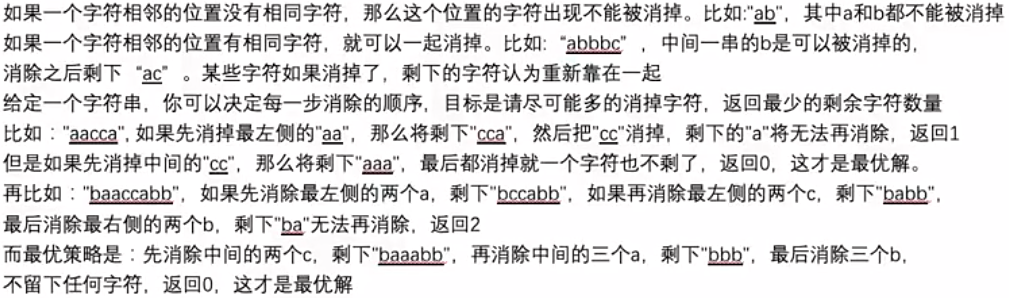 如果一个字符相邻的位置没有相同字符，那么这个位置的字符出现不能被消掉。比如:"ab"，其中a和b都不能被消掉
如果一个字符相邻的位置有相同字符，就可以一起消掉。比如:“abbbc”，中间一串的b是可以被消掉的，
消除之后剩下“ac”。某些字符如果消掉了，剩下的字符认为重新靠在一起
给定一个字符串，你可以决定每一步消除的顺序，目标是请尽可能多的消掉字符，返回最少的剩余字符数量
比如："aacca", 如果先消掉最左侧的"aa"，那么将剩下"cca"，然后把"cc"消掉，剩下的"a"将无法再消除，返回1
但是如果先消掉中间的"cc"，那么将剩下"aaa"，最后都消掉就一个字符也不剩了，返回0，这才是最优解。
再比如："baaccabb"，如果先消除最左侧的两个a，剩下"bccabb"，如果再消除最左侧的两个c，剩下"babb"，
最后消除最右侧的两个b，剩下"ba"无法再消除，返回2
而最优策略是：先消除中间的两个c，剩下"baaabb"，再消除中间的三个a，剩下"bbb"，最后消除三个b，
不留下任何字符，返回0，这才是最优解